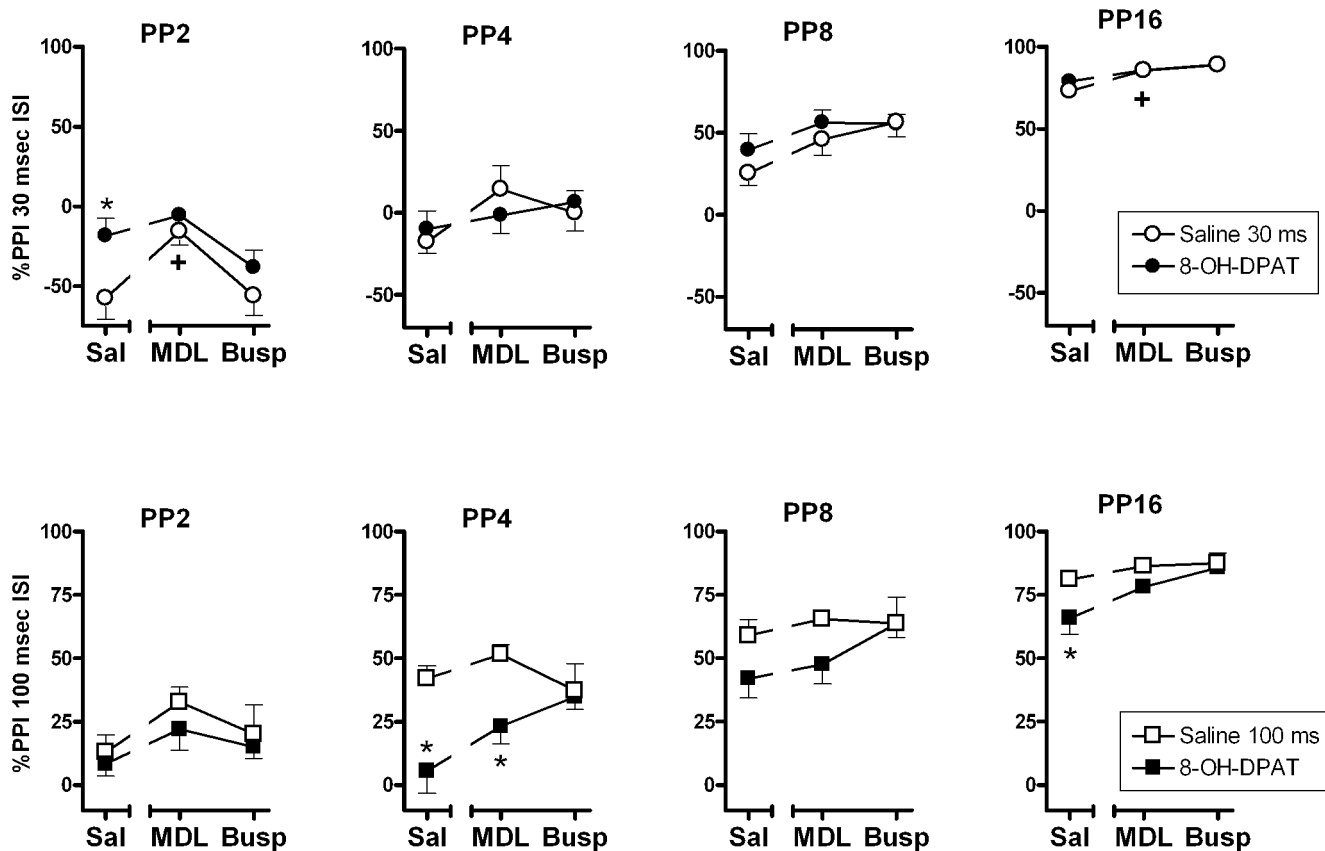 PP2
PP4
PP8
PP16
%PPI 30 msec ISI
100
50
0
-50
100
50
0
-50
100
50
0
-50
100
50
0
-50
*
+
+
Saline 30 ms
8-OH-DPAT
Sal MDL Busp
Sal MDL Busp
Sal MDL Busp
Sal MDL Busp
PP2
PP4
PP8
PP16
%PPI 100 msec ISI
100
75
50
25
0
100
75
50
25
0
100
75
50
25
0
100
75
50
25
0
*
*
*
Saline 100 ms
8-OH-DPAT
Sal MDL Busp
Sal MDL Busp
Sal MDL Busp
Sal MDL Busp